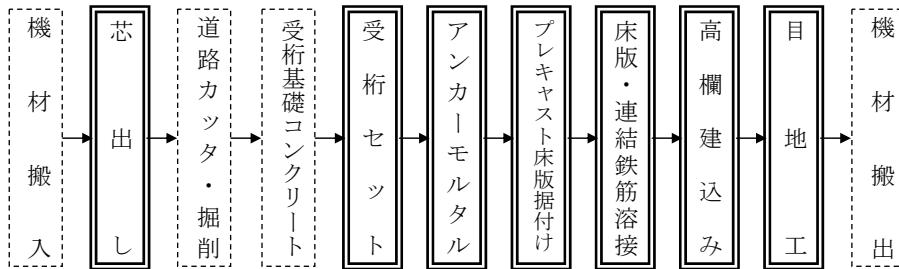 機材搬入
芯出し
道路カッタ・掘削
受桁基礎コンクリート
受桁セット
アンカーモルタル
プレキャスト床版据付け
床版・連結鉄筋溶接
高欄建込み
目地工
機材搬出